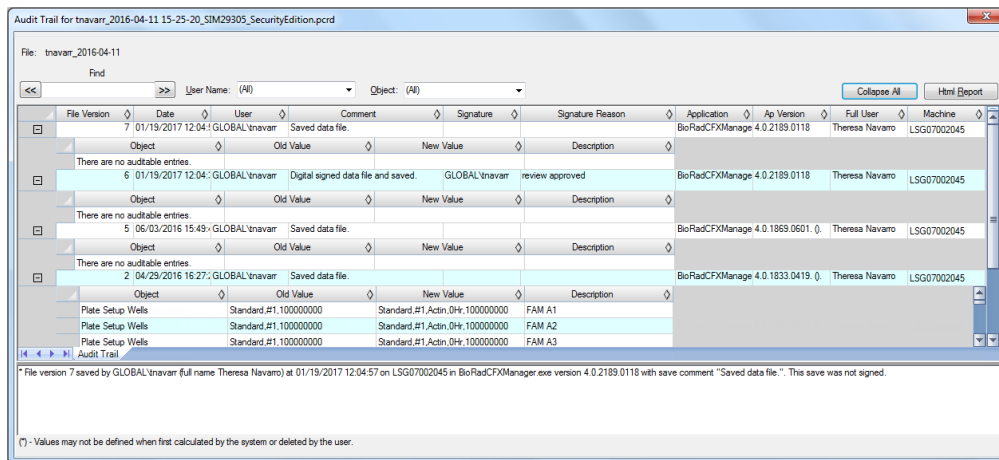 Audit Trail for tnavarr_2016-04-11 15-25-20_SIM29305_SecurityEdition.pcrd
File: tnavarr_2016-04-11
Find
<< >> User Name: (All) Object: (All) Collapse All Html Report
File Version Date User Comment Signature Signature Reason Application Ap Version Full User Machine
7 01/19/2017 12:04: GLOBAL\tnavarr Saved data file. BioRadCFXManage 4.0.2189.0118 Theresa Navarro LSG07002045
Object Old Value New Value Description
There are no auditable entries.
6 01/19/2017 12:04: GLOBAL\tnavarr Digital signed data file and saved. GLOBAL\tnavarr review approved BioRadCFXManage 4.0.2189.0118 Theresa Navarro LSG07002045
Object Old Value New Value Description
There are no auditable entries.
5 06/03/2016 15:49: GLOBAL\tnavarr Saved data file. BioRadCFXManage 4.0.1869.0601. (). Theresa Navarro LSG07002045
Object Old Value New Value Description
There are no auditable entries.
2 04/29/2016 16:27: GLOBAL\tnavarr Saved data file. BioRadCFXManage 4.0.1833.0419. (). Theresa Navarro LSG07002045
Object Old Value New Value Description
Plate Setup Wells Standard,#1,100000000 Standard,#1,Actin,0Hr,100000000 FAM A1
Plate Setup Wells Standard,#1,100000000 Standard,#1,Actin,0Hr,100000000 FAM A2
Plate Setup Wells Standard,#1,100000000 Standard,#1,Actin,0Hr,100000000 FAM A3
Audit Trail
* File version 7 saved by GLOBAL\tnavarr (full name Theresa Navarro) at 01/19/2017 12:04:57 on LSG07002045 in BioRadCFXManager.exe version 4.0.2189.0118 with save comment "Saved data file.". This save was not signed.
(*) - Values may not be defined when first calculated by the system or deleted by the user.